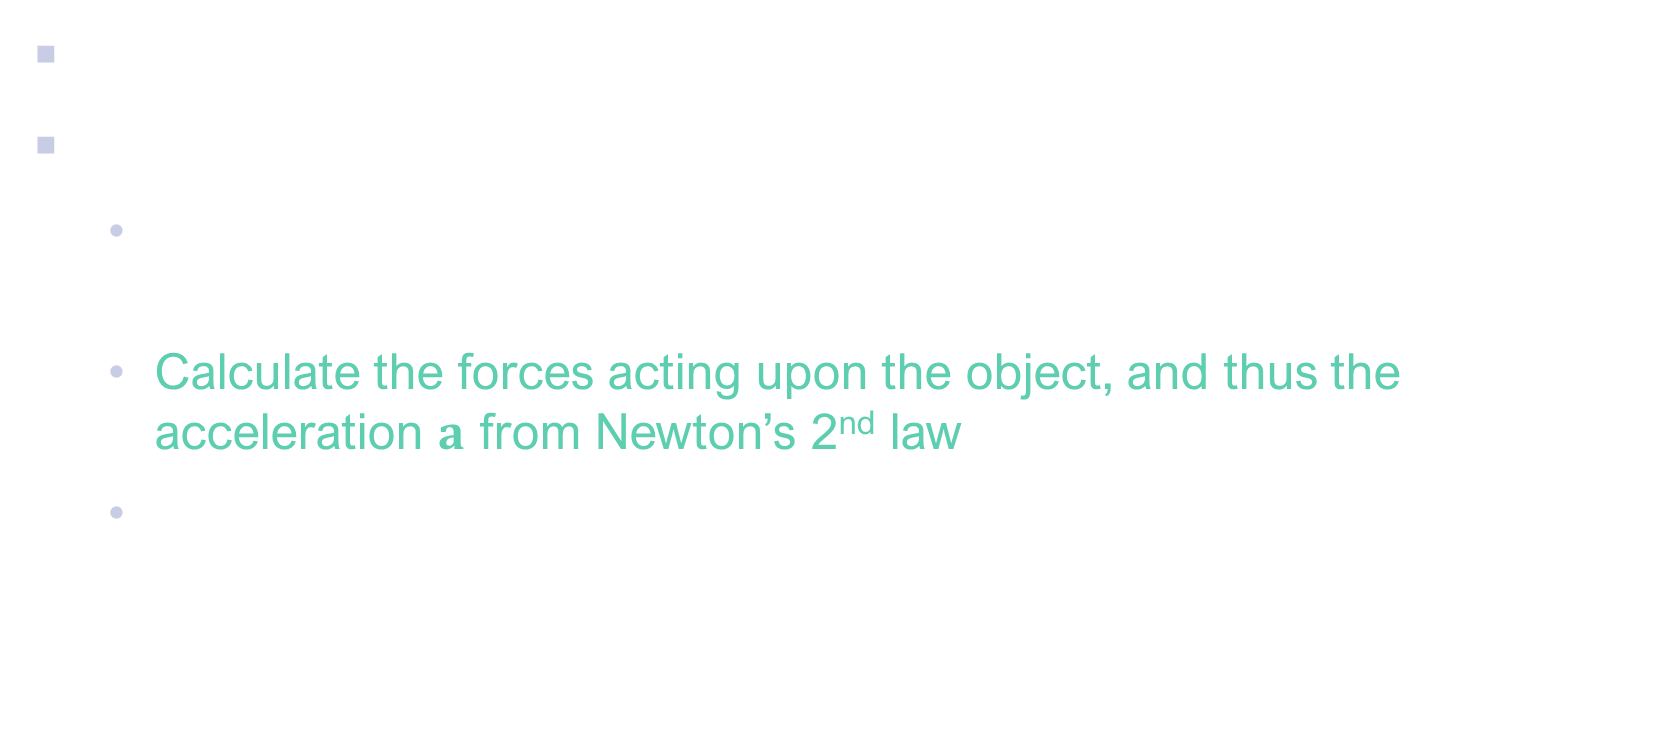 Calculate the forces acting upon the object, and thus the
acceleration a from Newton’s 2nd law